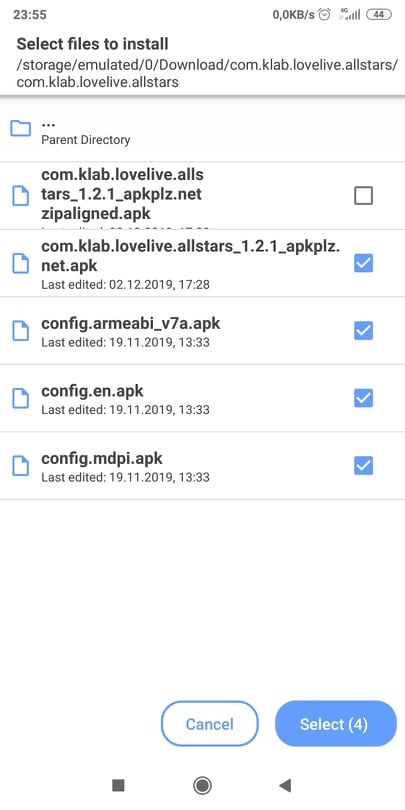 23:55
0,0KB/s 4G 44
Select files to install
/storage/emulated/0/Download/com.klab.lovelive.allstars/
com.klab.lovelive.allstars
...
Parent Directory
com.klab.lovelive.alls
tars_1.2.1_apkplz.net
zipaligned.apk
com.klab.lovelive.allstars_1.2.1_apkplz.
net.apk
Last edited: 02.12.2019, 17:28
config.armeabi_v7a.apk
Last edited: 19.11.2019, 13:33
config.en.apk
Last edited: 19.11.2019, 13:33
config.mdpi.apk
Last edited: 19.11.2019, 13:33
Cancel
Select (4)